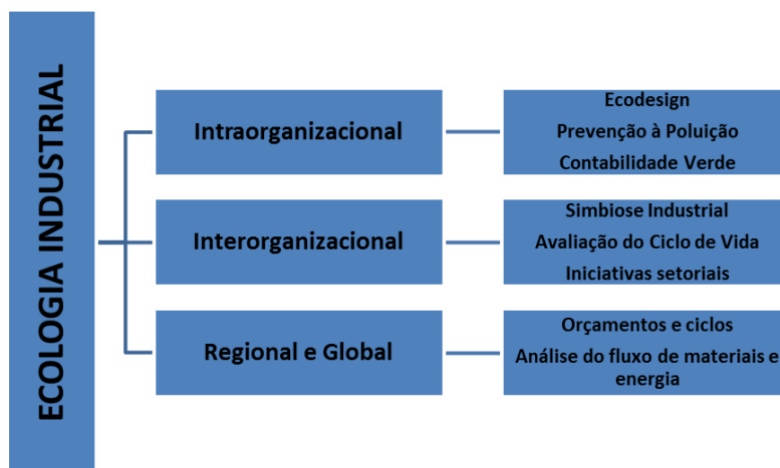 ECOLOGIA INDUSTRIAL
Intraorganizacional
Ecodesign
Prevenção à Poluição
Contabilidade Verde
Interorganizacional
Simbiose Industrial
Avaliação do Ciclo de Vida
Iniciativas setoriais
Regional e Global
Orçamentos e ciclos
Análise do fluxo de materiais e
energia